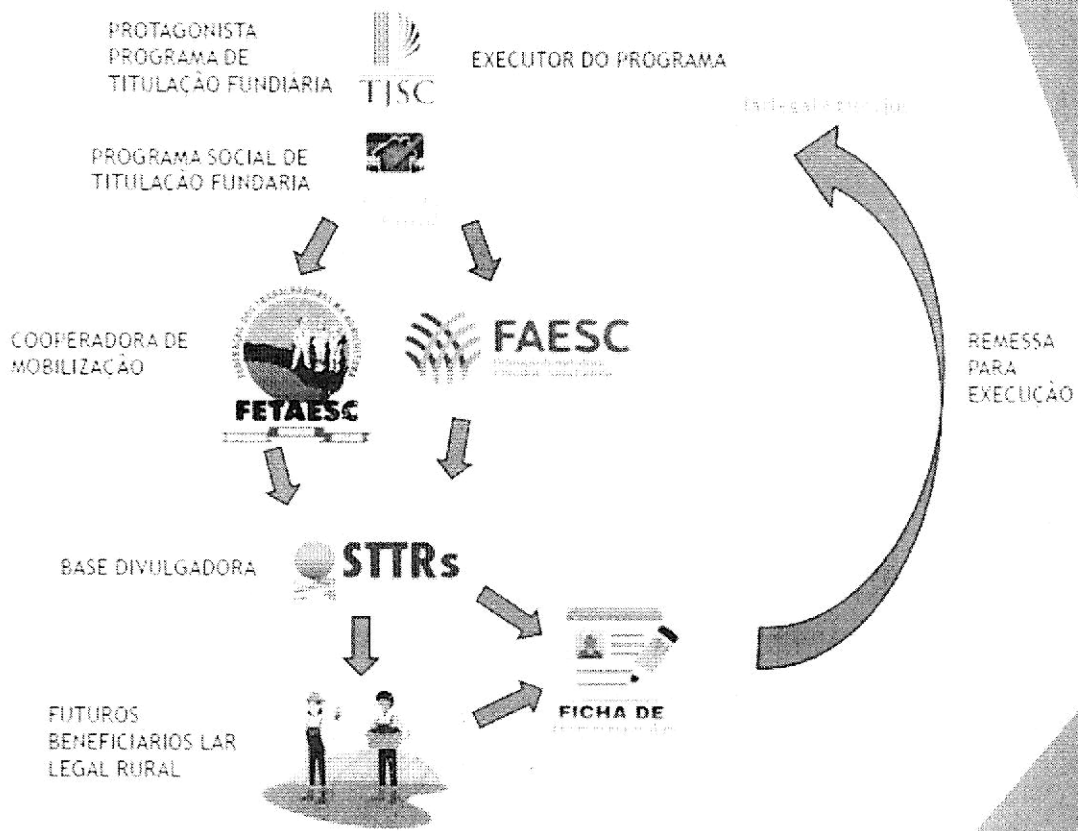 PROTAGONISTA
PROGRAMA DE
TITULAÇÃO FUNDIÁRIA
TJSC
EXECUTOR DO PROGRAMA
PROGRAMA SOCIAL DE
TITULAÇÃO FUNDARIA
COOPERADORA DE
MOBILIZAÇÃO
FETAESC
FAESC
REMESSA
PARA
EXECUÇÃO
BASE DIVULGADORA
STTRs
FICHA DE
FUTUROS
BENEFICIARIOS LAR
LEGAL RURAL